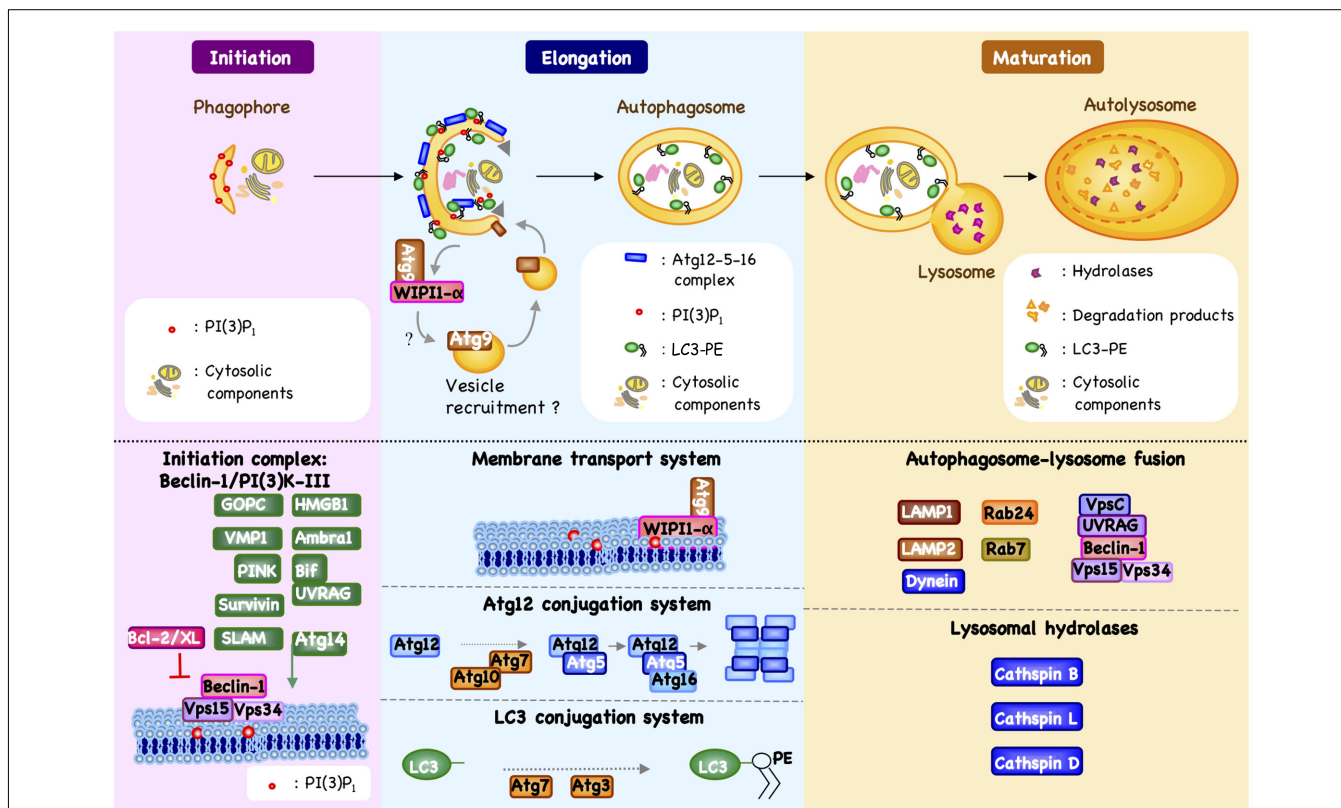 Initiation
Elongation
Maturation
Phagophore
Autophagosome
Autolysosome
Lysosome
Atg9
WIPI1-α
?
Atg9
Vesicle
recruitment ?
: PI(3)P₁
: Cytosolic
components
: Atg12-5-16
complex
: PI(3)P₁
: LC3-PE
: Cytosolic
components
: Hydrolases
: Degradation products
: LC3-PE
: Cytosolic
components
Initiation complex:
Beclin-1/PI(3)K-III
GOPC
HMGB1
VMP1
Ambra1
PINK
Bif
UVRAG
Survivin
Bcl-2/XL
SLAM
Atg14
Beclin-1
Vps15
Vps34
: PI(3)P₁
Membrane transport system
Atg9
WIPI1-α
Atg12 conjugation system
Atg12
Atg7
Atg10
Atg12
Atg5
Atg12
Atg5
Atg16
LC3 conjugation system
LC3
Atg7
Atg3
LC3
PE
Autophagosome-lysosome fusion
LAMP1
Rab24
VpsC
UVRAG
LAMP2
Rab7
Beclin-1
Dynein
Vps15
Vps34
Lysosomal hydrolases
Cathspin B
Cathspin L
Cathspin D